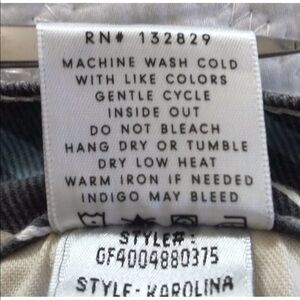 RN# 132829
MACHINE WASH COLD
WITH LIKE COLORS
GENTLE CYCLE
INSIDE OUT
DO NOT BLEACH
HANG DRY OR TUMBLE
DRY LOW HEAT
WARM IRON IF NEEDED
INDIGO MAY BLEED
STYLE#:
GF4004880375
STYLE: KAROLINA